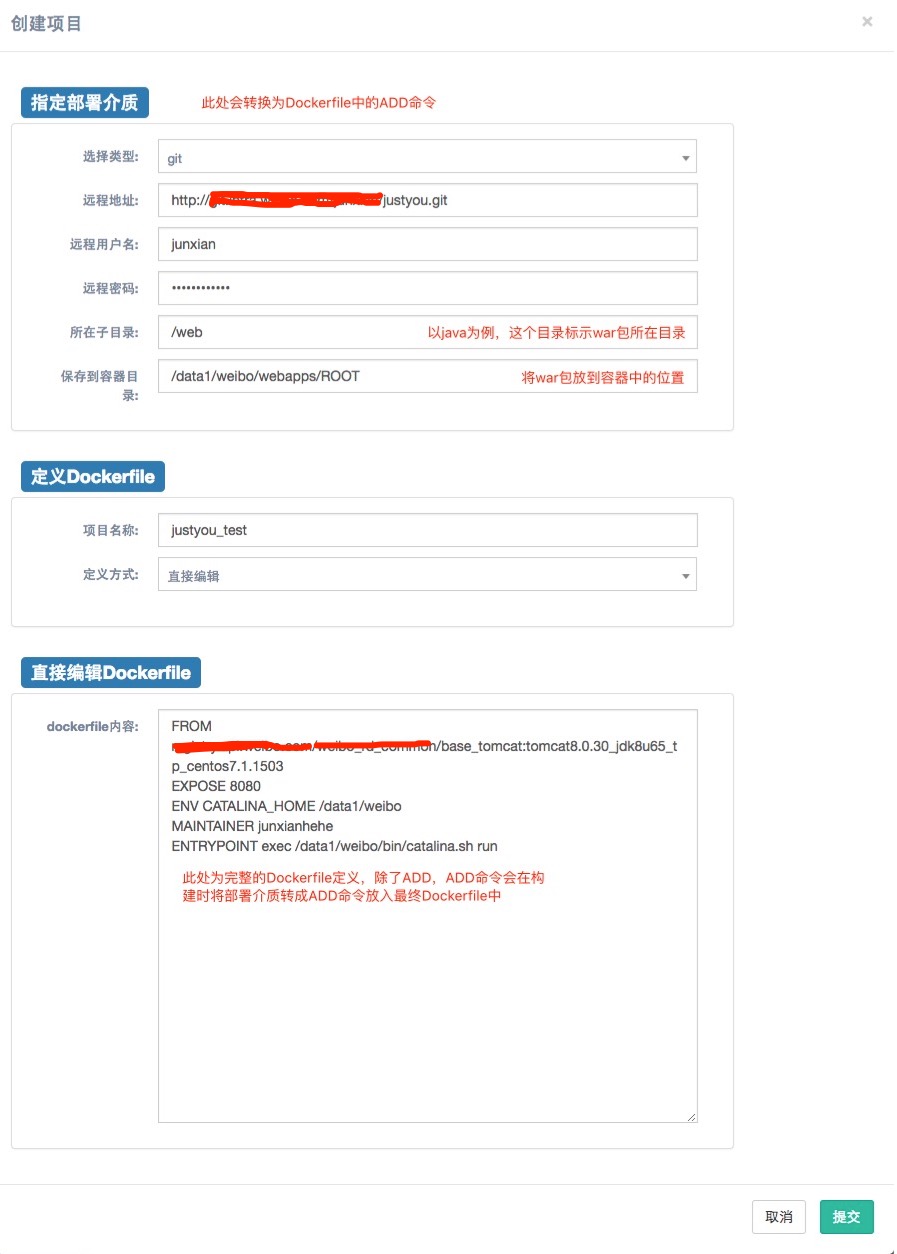 创建项目 ×
指定部署介质 此处会转换为Dockerfile中的ADD命令
选择类型: git
远程地址: http:// justyou.git
远程用户名: junxian
远程密码: ••••••••••••
所在子目录: /web 以java为例，这个目录标示war包所在目录
保存到容器目 /data1/weibo/webapps/ROOT 将war包放到容器中的位置
录:
定义Dockerfile
项目名称: justyou_test
定义方式: 直接编辑
直接编辑Dockerfile
dockerfile内容: FROM
/base_tomcat:tomcat8.0.30_jdk8u65_t
p_centos7.1.1503
EXPOSE 8080
ENV CATALINA_HOME /data1/weibo
MAINTAINER junxianhehe
ENTRYPOINT exec /data1/weibo/bin/catalina.sh run
此处为完整的Dockerfile定义，除了ADD，ADD命令会在构
建时将部署介质转成ADD命令放入最终Dockerfile中
取消 提交